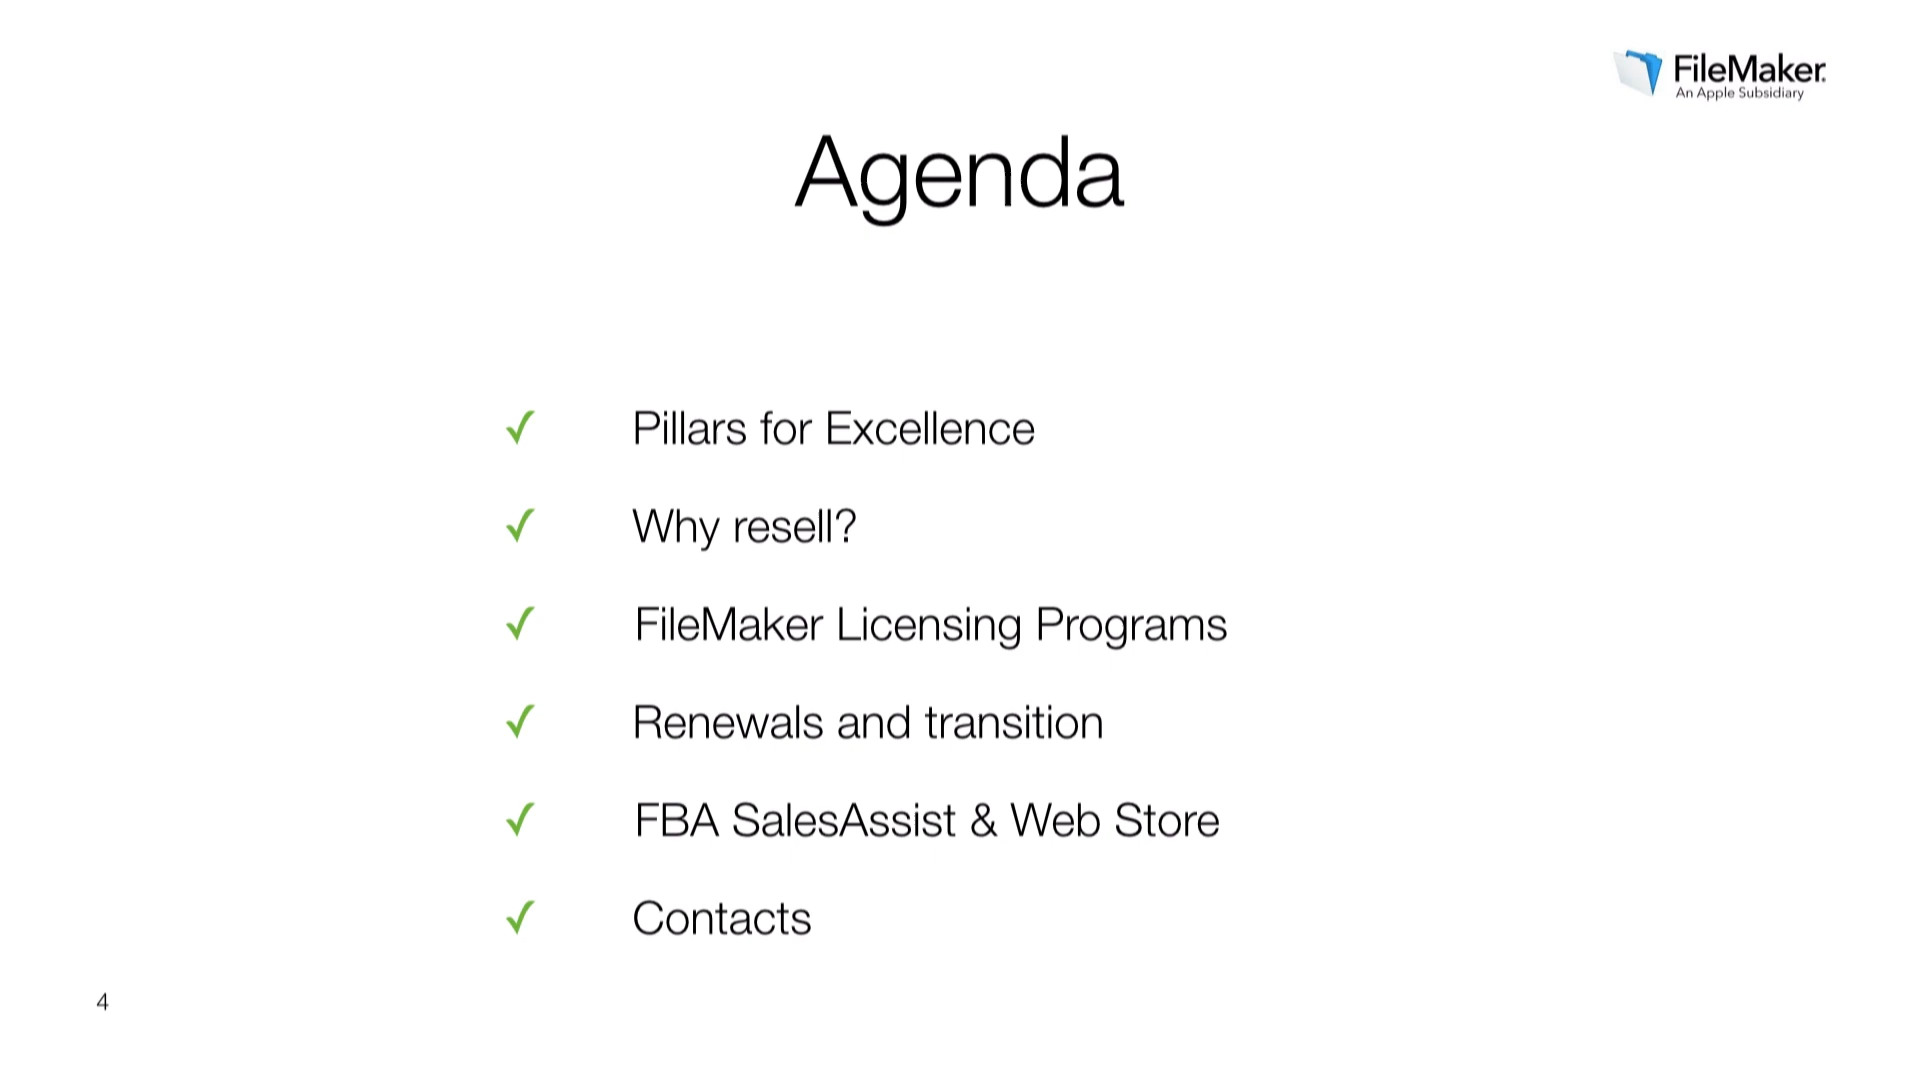 FileMaker.
An Apple Subsidiary
Agenda
✓ Pillars for Excellence
✓ Why resell?
✓ FileMaker Licensing Programs
✓ Renewals and transition
✓ FBA SalesAssist & Web Store
✓ Contacts
4